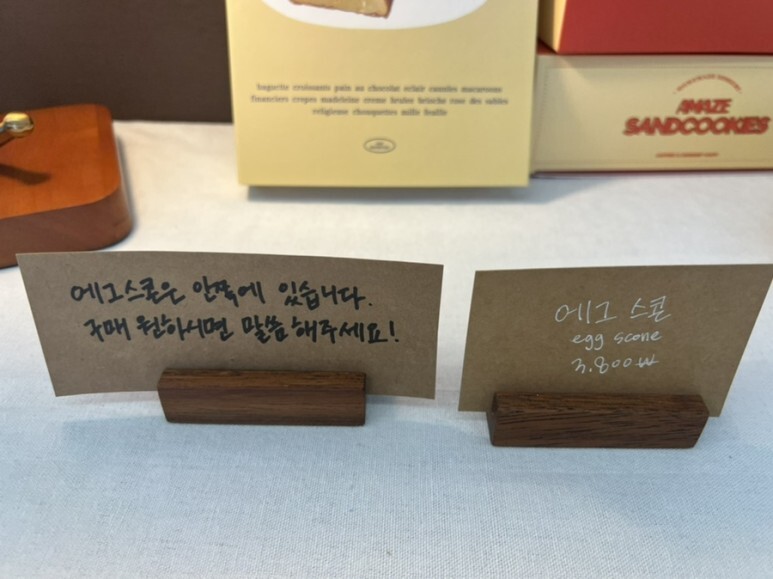 baguette croissants pain au chocolat eclair canneles macaroons
financiers crepes madeleine creme brulee brioche rose des sables
religieuse chouquettes mille feuille
AMAZE
SANDCOOKIES
에그스콘은 안쪽에 있습니다.
구매 원하시면 말씀해주세요!
에그 스콘
egg scone
3.800₩